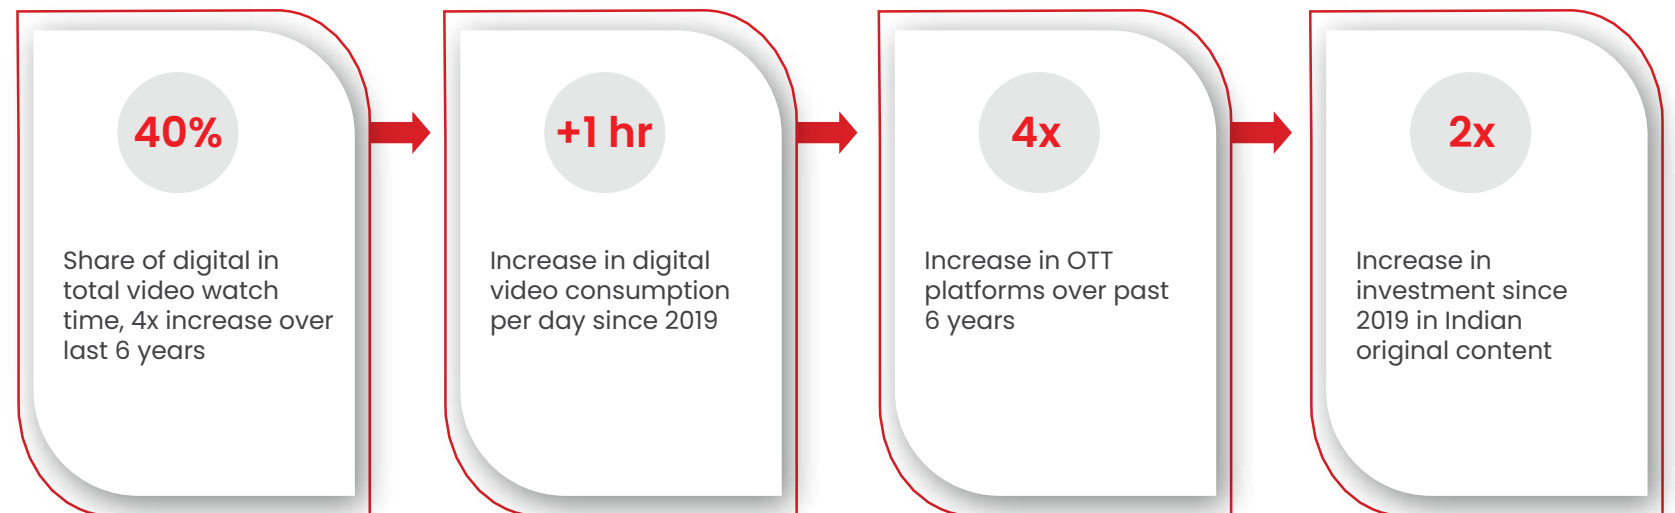 40%
Share of digital in
total video watch
time, 4x increase over
last 6 years
+1 hr
Increase in digital
video consumption
per day since 2019
4x
Increase in OTT
platforms over past
6 years
2x
Increase in
investment since
2019 in Indian
original content